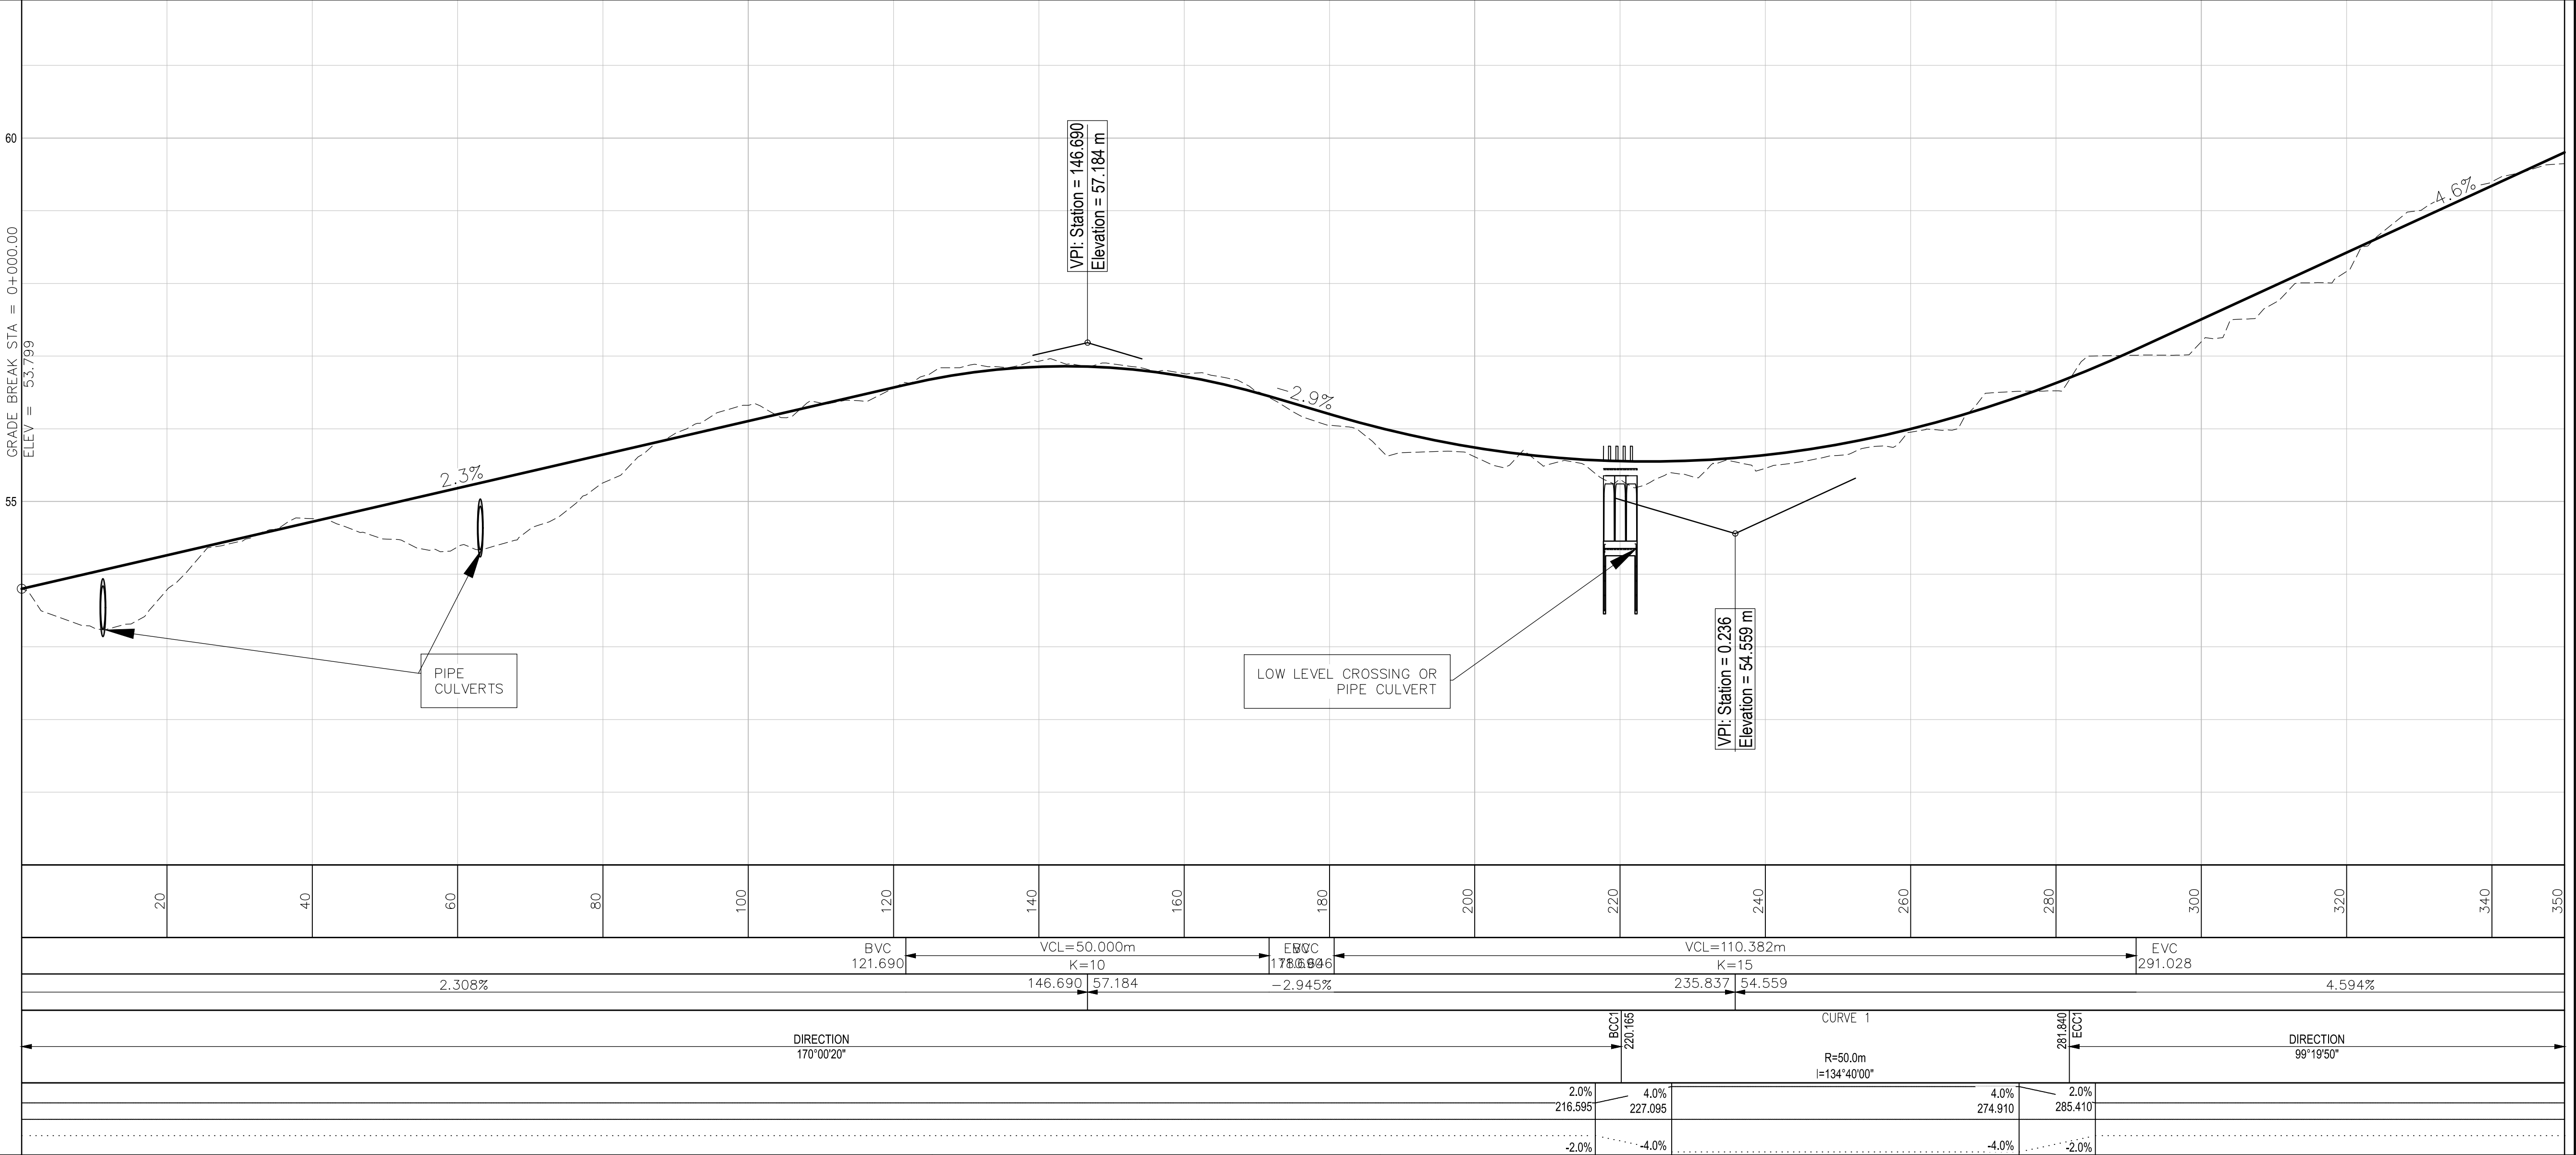 60
55
GRADE BREAK STA = 0+000.00
ELEV = 53.799
2.3%
VPI: Station = 146.690
Elevation = 57.184 m
-2.9%
4.6%
PIPE
CULVERTS
LOW LEVEL CROSSING OR
PIPE CULVERT
VPI: Station = 0.236
Elevation = 54.559 m
20
40
60
80
100
120
140
160
180
200
220
240
260
280
300
320
340
350
BVC
121.690
VCL=50.000m
K=10
VCL=110.382m
K=15
EVC
291.028
2.308%
146.690
57.184
-2.945%
235.837
54.559
4.594%
DIRECTION
170°00'20"
BCC1
220.165
CURVE 1
R=50.0m
I=134°40'00"
281.840
ECC1
DIRECTION
99°19'50"
2.0%
216.595
4.0%
227.095
4.0%
274.910
2.0%
285.410
-2.0%
-4.0%
-4.0%
-2.0%